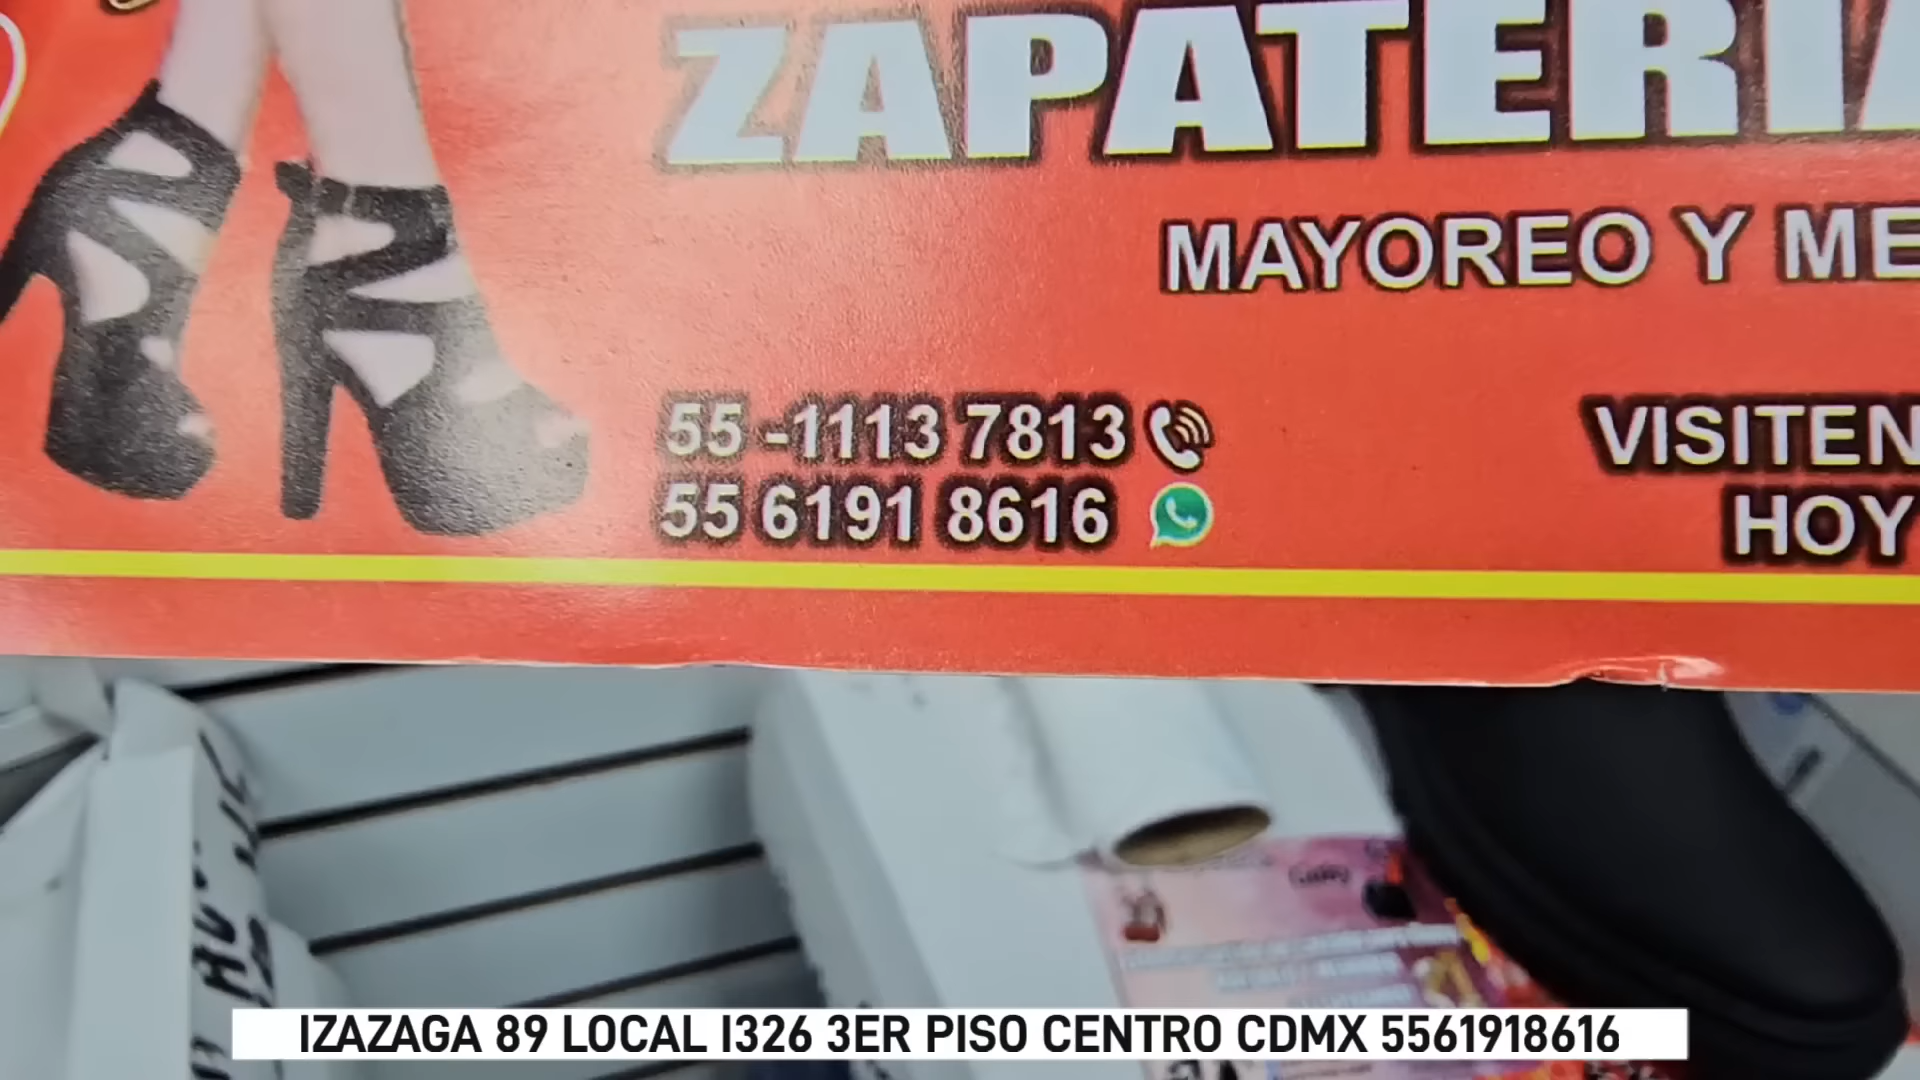 ZAPATERIA
MAYOREO Y ME
55 -1113 7813
55 6191 8616
VISITEN
HOY
IZAZAGA 89 LOCAL I326 3ER PISO CENTRO CDMX 5561918616